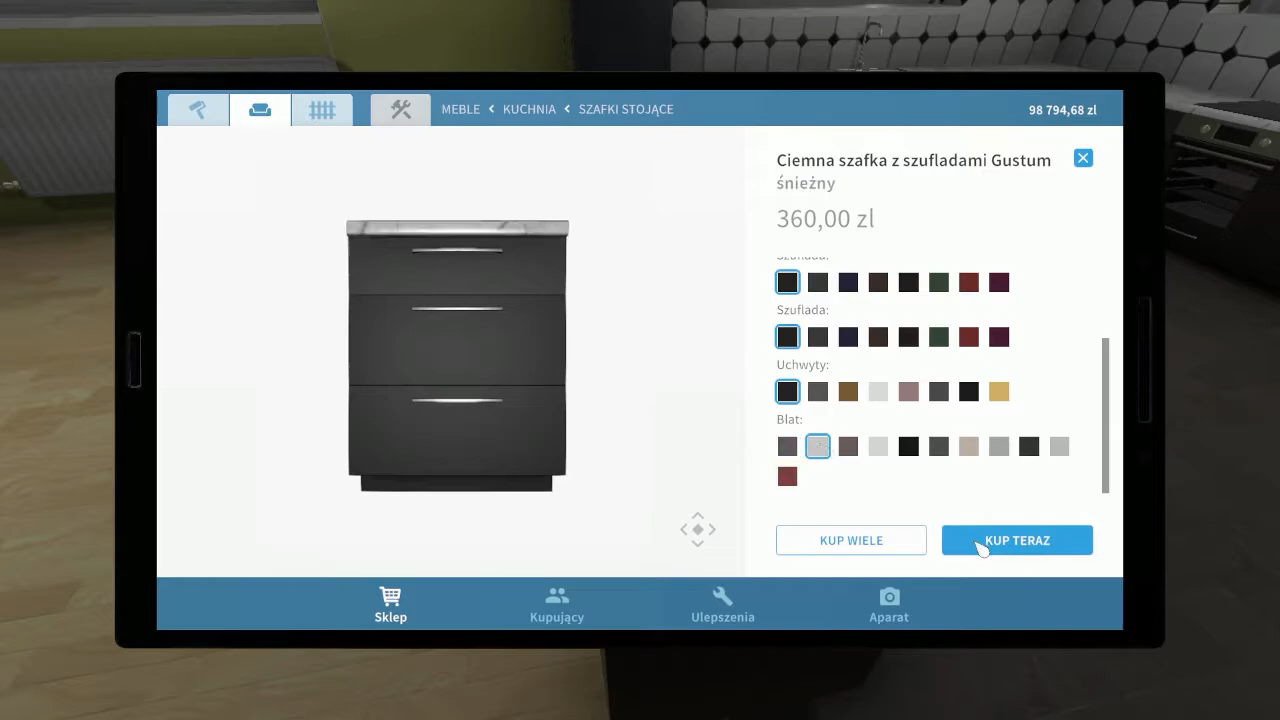 MEBLE < KUCHNIA < SZAFKI STOJĄCE
98 794,68 zl
Ciemna szafka z szufladami Gustum
śnieżny
360,00 zl
Szuflada:
Szuflada:
Uchwyty:
Blat:
KUP WIELE
KUP TERAZ
Sklep
Kupujący
Ulepszenia
Aparat